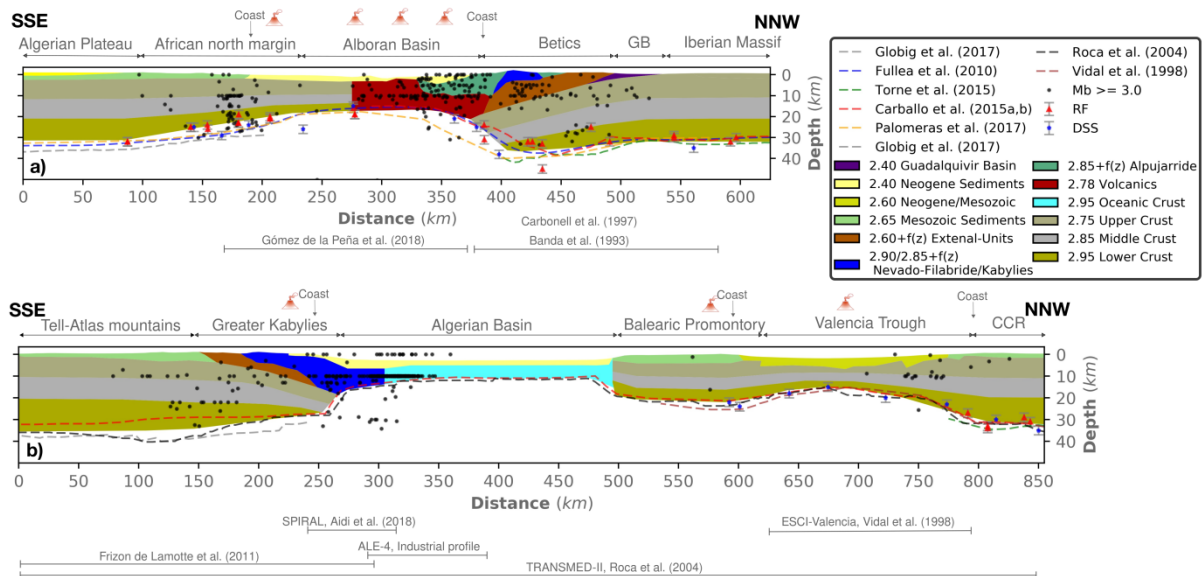 SSE
Coast
Coast
NNW
Algerian Plateau
African north margin
Alboran Basin
Betics
GB
Iberian Massif
0
10
20
30
40
Depth (km)
a)
0
100
200
300
400
500
600
Distance (km)
Carbonell et al. (1997)
Gómez de la Peña et al. (2018)
Banda et al. (1993)
Globig et al. (2017)
Fullea et al. (2010)
Torne et al. (2015)
Carballo et al. (2015a,b)
Palomeras et al. (2017)
Globig et al. (2017)
Roca et al. (2004)
Vidal et al. (1998)
Mb >= 3.0
RF
DSS
2.40 Guadalquivir Basin
2.40 Neogene Sediments
2.60 Neogene/Mesozoic
2.65 Mesozoic Sediments
2.60+f(z) Extenal-Units
2.90/2.85+f(z)
Nevado-Filabride/Kabylies
2.85+f(z) Alpujarride
2.78 Volcanics
2.95 Oceanic Crust
2.75 Upper Crust
2.85 Middle Crust
2.95 Lower Crust
SSE
Coast
Coast
Coast
NNW
Tell-Atlas mountains
Greater Kabylies
Algerian Basin
Balearic Promontory
Valencia Trough
CCR
0
10
20
30
40
Depth (km)
b)
0
50
100
150
200
250
300
350
400
450
500
550
600
650
700
750
800
850
Distance (km)
SPIRAL, Aidi et al. (2018)
ESCI-Valencia, Vidal et al. (1998)
ALE-4, Industrial profile
Frizon de Lamotte et al. (2011)
TRANSMED-II, Roca et al. (2004)